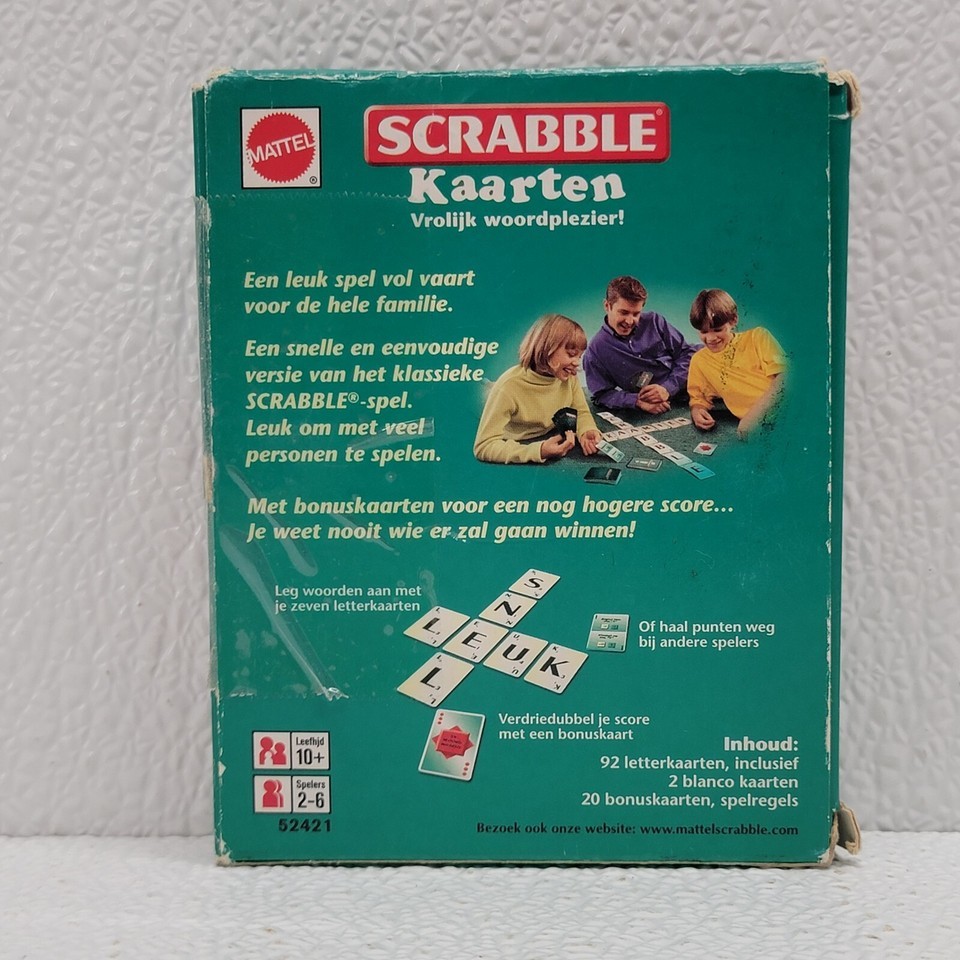 MATTEL
®
SCRABBLE®
Kaarten
Vrolijk woordplezier!
Een leuk spel vol vaart
voor de hele familie.
Een snelle en eenvoudige
versie van het klassieke
SCRABBLE®-spel.
Leuk om met veel
personen te spelen.
Met bonuskaarten voor een nog hogere score...
Je weet nooit wie er zal gaan winnen!
Leg woorden aan met
je zeven letterkaarten
S
N
L E U K
L
Of haal punten weg
bij andere spelers
Verdriedubbel je score
met een bonuskaart
Inhoud:
92 letterkaarten, inclusief
2 blanco kaarten
20 bonuskaarten, spelregels
Leeftijd
10+
Spelers
2-6
52421
Bezoek ook onze website: www.mattelscrabble.com